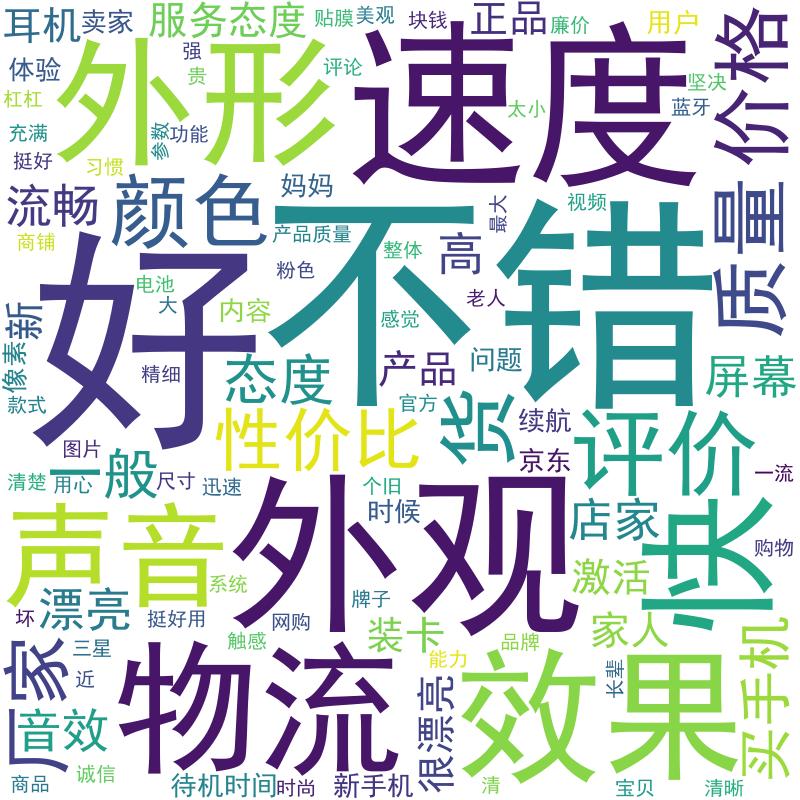 耳机
卖家
服务态度
贴膜
美观
块钱
正品
廉价
用户
价格
体验
强
贵
评论
外形
速度
太小
坚决
蓝牙
杠杠
充满
参数
功能
挺好
习惯
流畅
颜色
妈妈
最大
视频
质量
商铺
产品质量
整体
高
不错
好
粉色
电池
大
内容
感觉
老人
新
像素
精细
态度
产品
问题
屏幕
款式
官方
货
续航
性价比
评价
图片
一般
京东
一流
清楚
用心
尺寸
迅速
个旧
外观
时候
店家
快
购物
声音
系统
激活
漂亮
坏
挺好用
网购
牌子
装卡
家人
品牌
触感
买手机
厂家
三星
近
物流
能力
效果
长辈
很漂亮
音效
商品
诚信
待机时间
时尚
新手机
清
宝贝
清晰